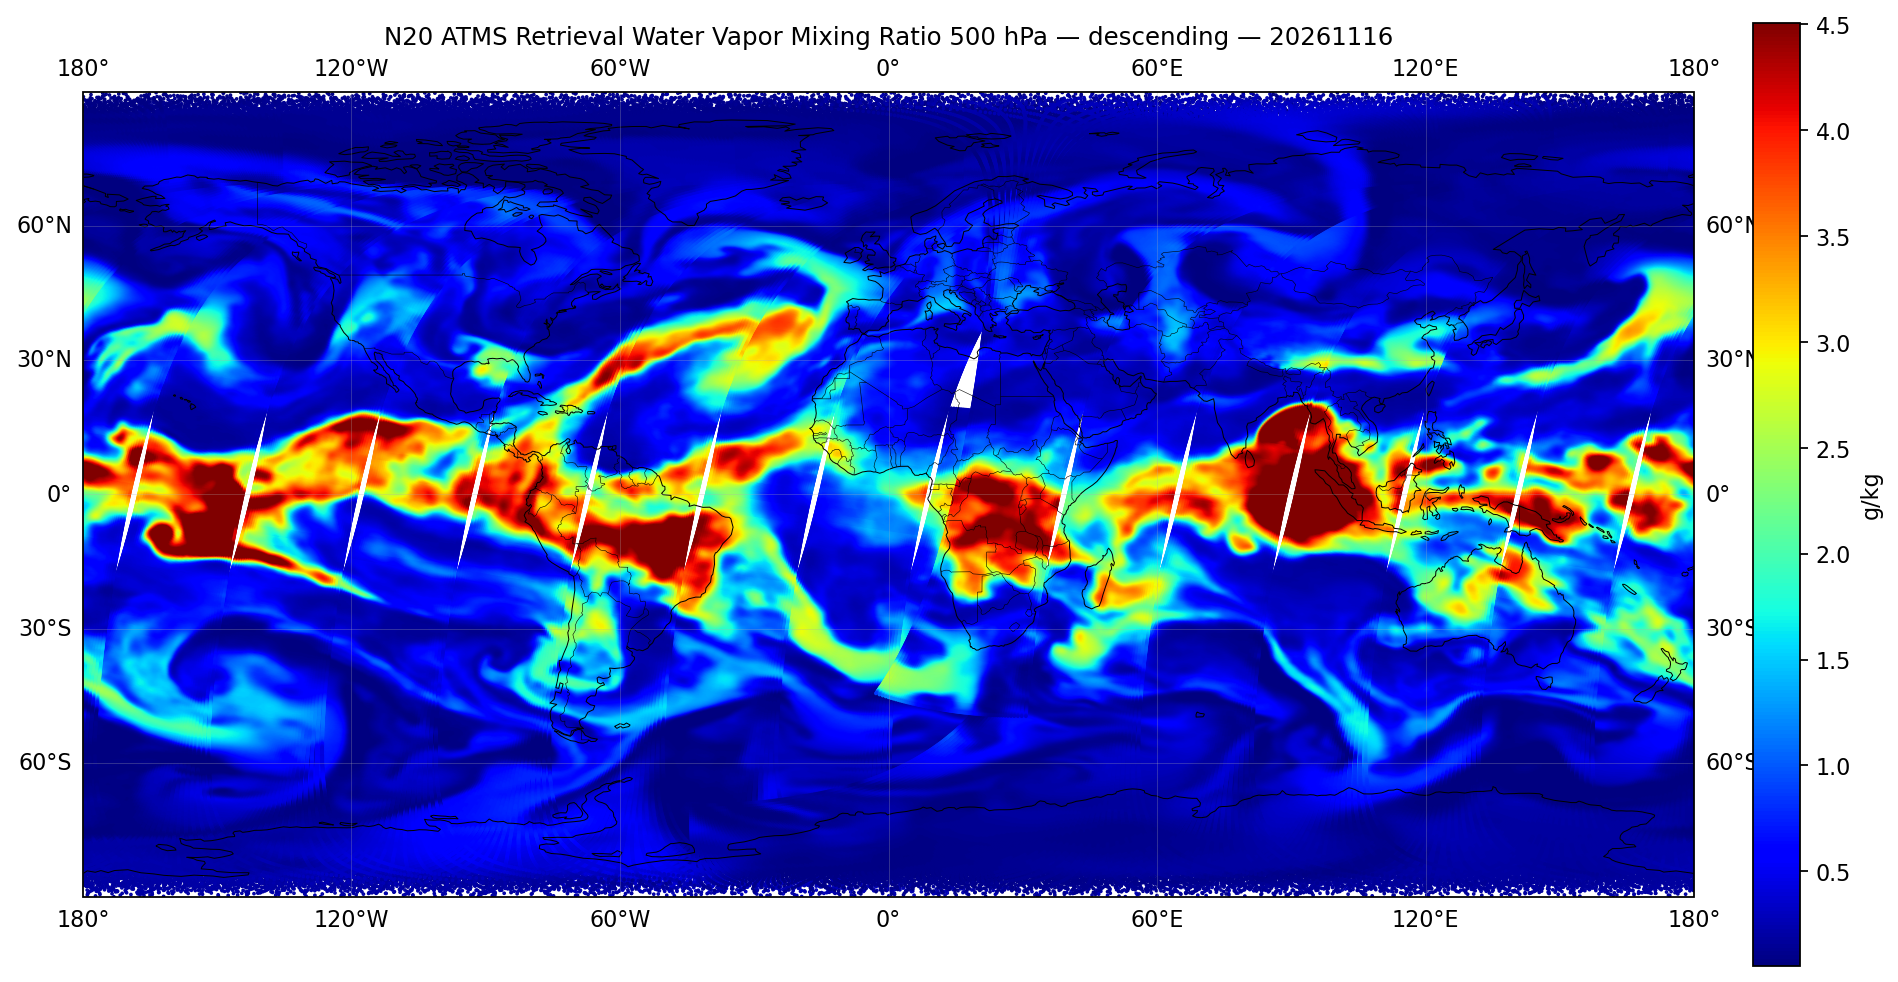 N20 ATMS Retrieval Water Vapor Mixing Ratio 500 hPa — descending — 20261116
180° 120°W 60°W 0° 60°E 120°E 180°
60°N 60°N
30°N 30°N
0° 0°
30°S 30°S
60°S 60°S
180° 120°W 60°W 0° 60°E 120°E 180°
4.5
4.0
3.5
3.0
2.5
2.0
1.5
1.0
0.5
g/kg